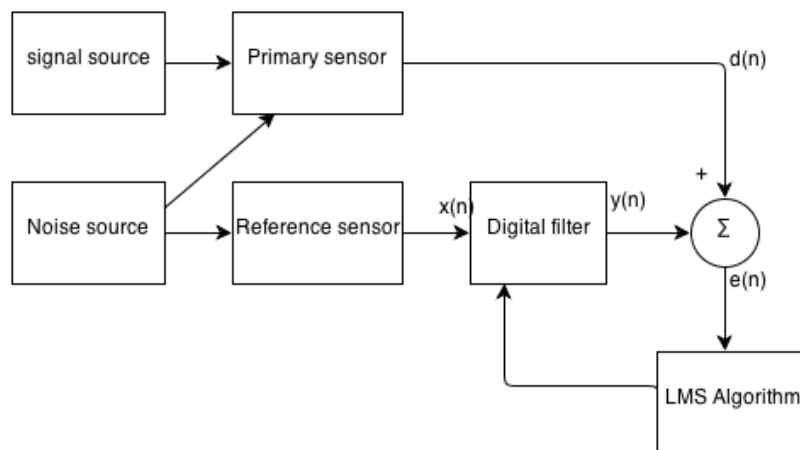 signal source
Primary sensor
d(n)
+
Noise source
Reference sensor
x(n)
Digital filter
y(n)
Σ
e(n)
LMS Algorithm